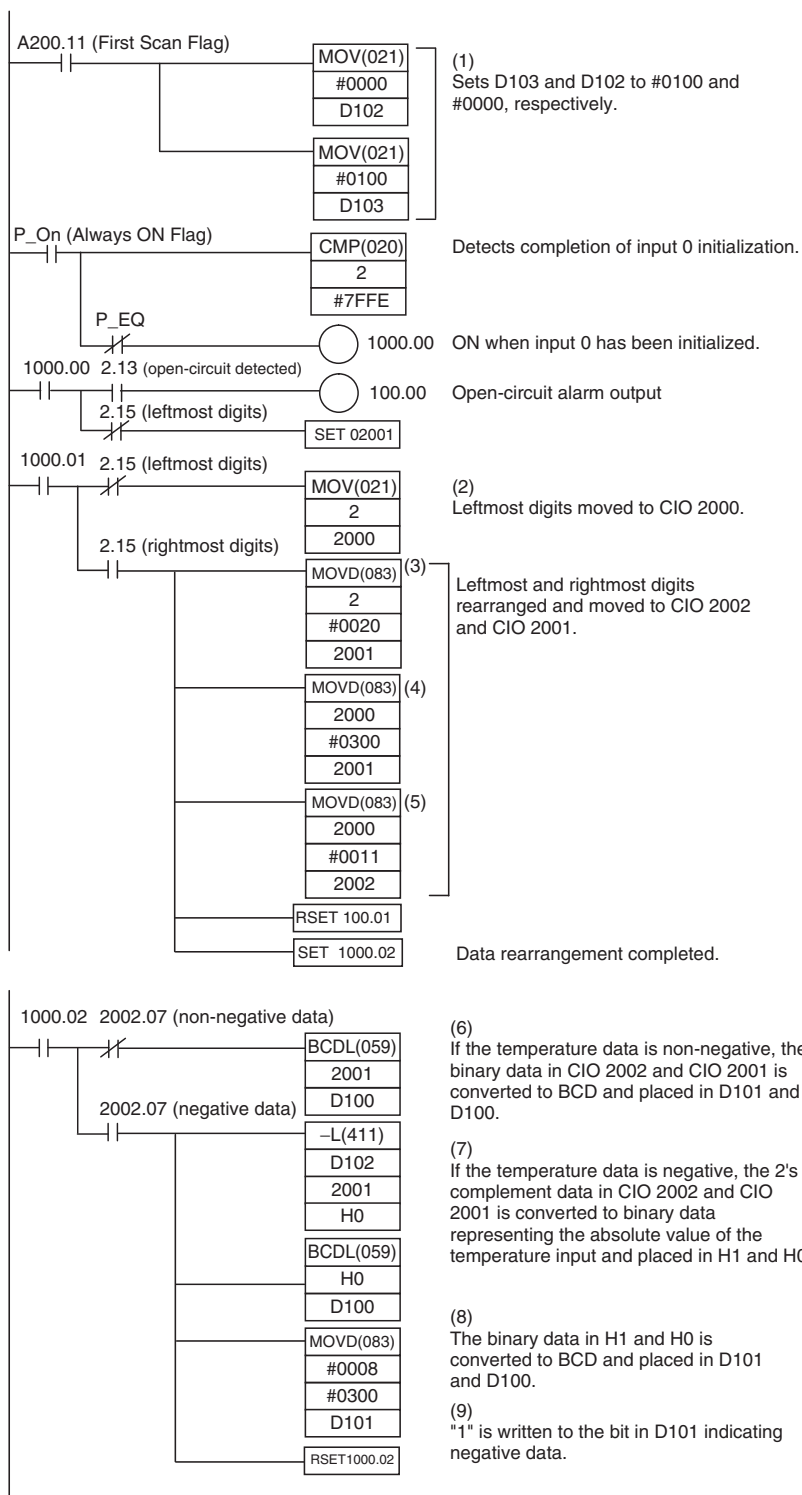 A200.11 (First Scan Flag)
MOV(021)
#0000
D102
(1)
Sets D103 and D102 to #0100 and
#0000, respectively.
MOV(021)
#0100
D103
P_On (Always ON Flag)
CMP(020)
2
#7FFE
Detects completion of input 0 initialization.
P_EQ
1000.00 ON when input 0 has been initialized.
1000.00 2.13 (open-circuit detected)
100.00 Open-circuit alarm output
2.15 (leftmost digits)
SET 02001
1000.01 2.15 (leftmost digits)
MOV(021)
2
2000
(2)
Leftmost digits moved to CIO 2000.
2.15 (rightmost digits)
MOVD(083) (3)
2
#0020
2001
Leftmost and rightmost digits
rearranged and moved to CIO 2002
and CIO 2001.
MOVD(083) (4)
2000
#0300
2001
MOVD(083) (5)
2000
#0011
2002
RSET 100.01
SET 1000.02 Data rearrangement completed.
1000.02 2002.07 (non-negative data)
BCDL(059)
2001
D100
(6)
If the temperature data is non-negative, the
binary data in CIO 2002 and CIO 2001 is
converted to BCD and placed in D101 and
D100.
2002.07 (negative data)
–L(411)
D102
2001
H0
(7)
If the temperature data is negative, the 2's
complement data in CIO 2002 and CIO
2001 is converted to binary data
representing the absolute value of the
temperature input and placed in H1 and H0
BCDL(059)
H0
D100
(8)
The binary data in H1 and H0 is
converted to BCD and placed in D101
and D100.
MOVD(083)
#0008
#0300
D101
(9)
"1" is written to the bit in D101 indicating
negative data.
RSET1000.02